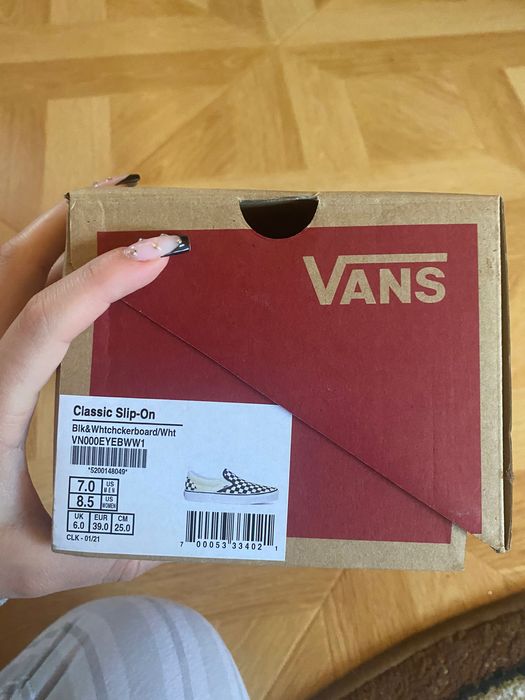 VANS
Classic Slip-On
Blk&Whtchckerboard/Wht
VN000EYEBWW1
*5200148049*
7.0 US MEN
8.5 US WOMEN
UK EUR CM
6.0 39.0 25.0
CLK - 01/21
7 00053 33402 1